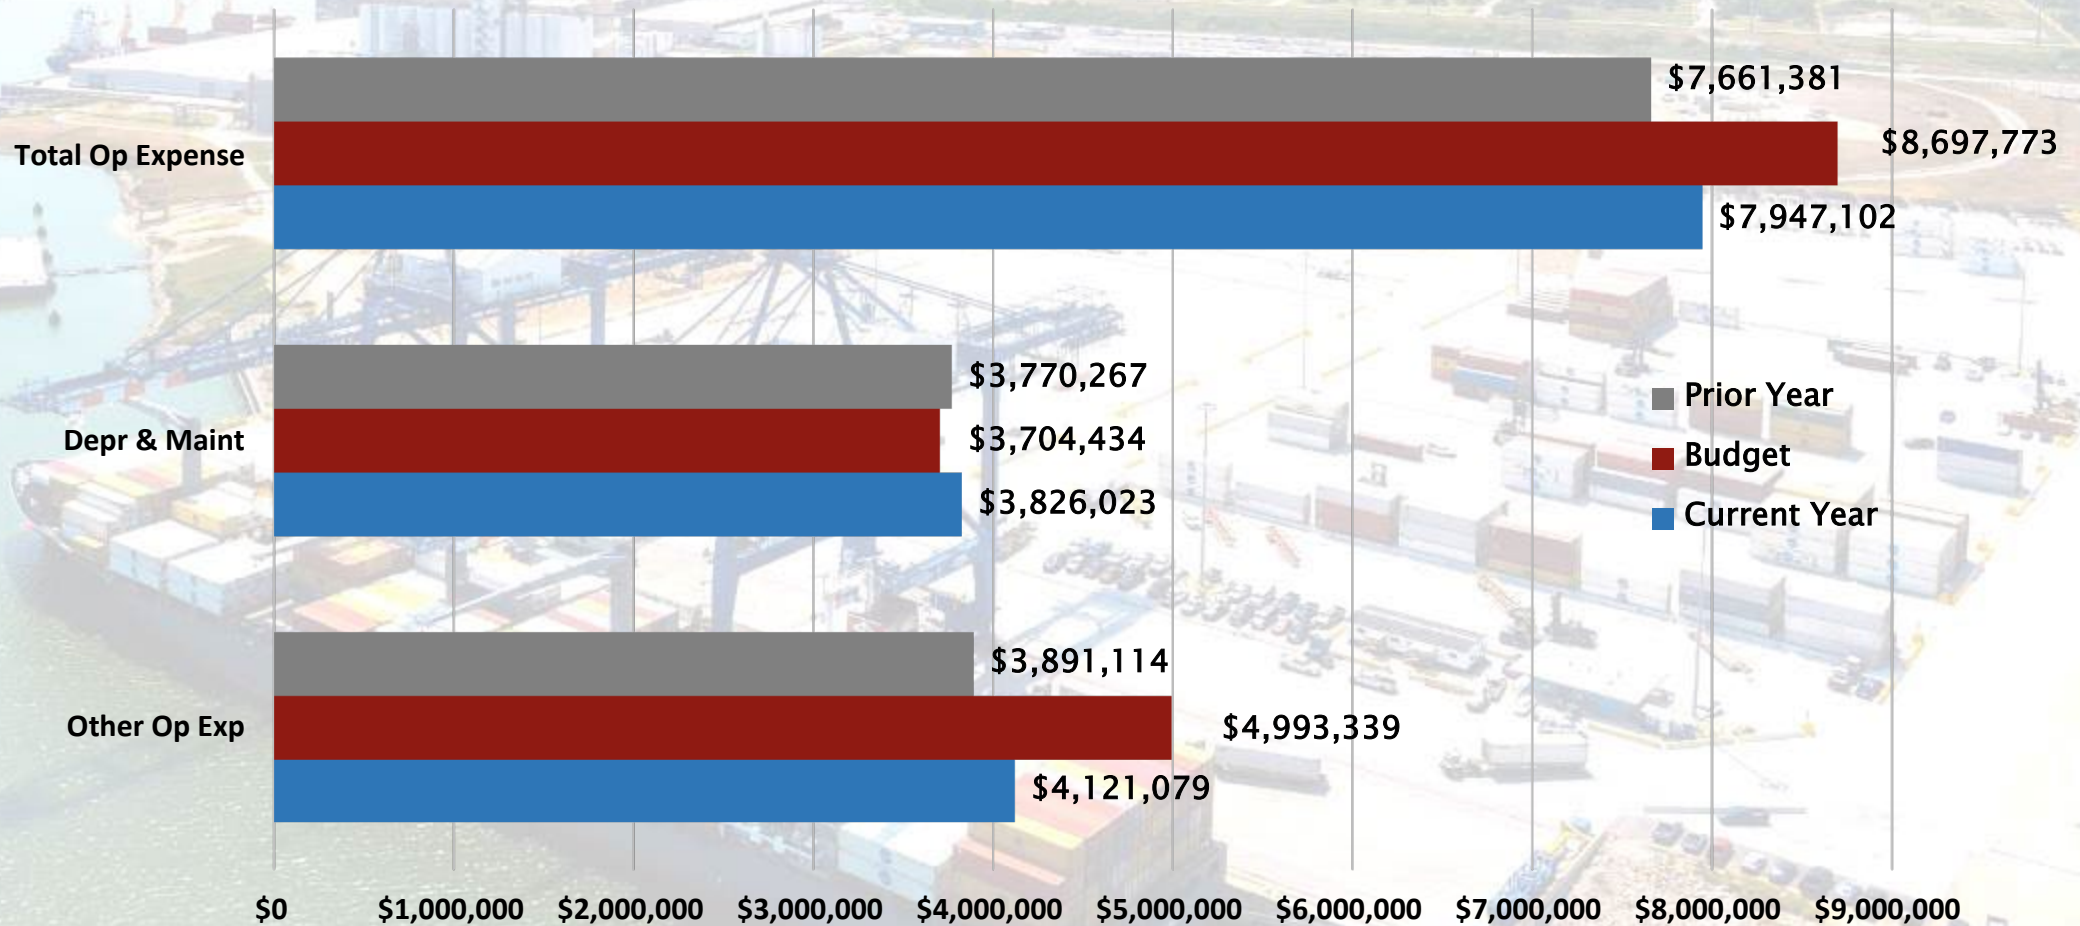 $7,661,381
Total Op Expense
$8,697,773
$7,947,102
$3,770,267
Depr & Maint
$3,704,434
$3,826,023
Prior Year
Budget
Current Year
$3,891,114
Other Op Exp
$4,993,339
$4,121,079
$0 $1,000,000 $2,000,000 $3,000,000 $4,000,000 $5,000,000 $6,000,000 $7,000,000 $8,000,000 $9,000,000